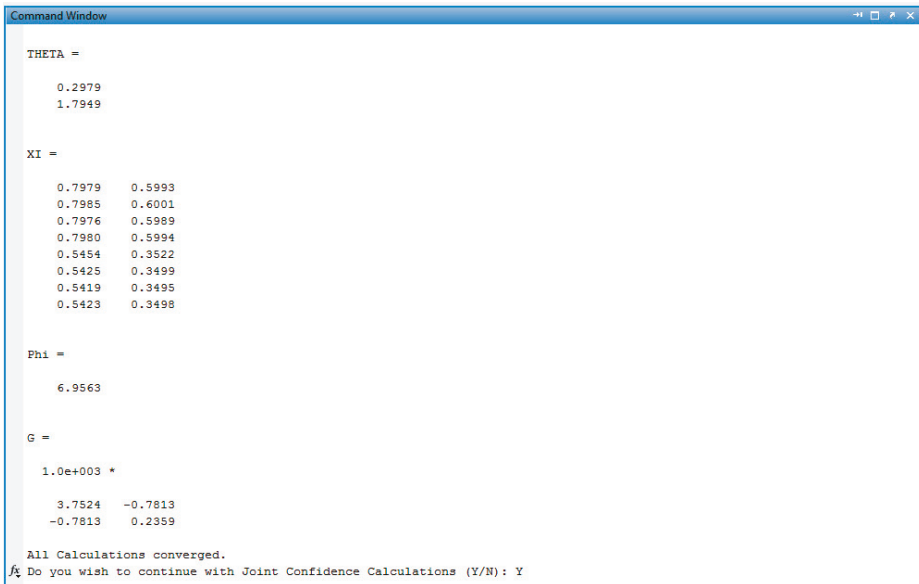 Command Window
THETA =
0.2979
1.7949
XI =
0.7979 0.5993
0.7985 0.6001
0.7976 0.5989
0.7980 0.5994
0.5454 0.3522
0.5425 0.3499
0.5419 0.3495
0.5423 0.3498
Phi =
6.9563
G =
1.0e+003 *
3.7524 -0.7813
-0.7813 0.2359
All Calculations converged.
fx Do you wish to continue with Joint Confidence Calculations (Y/N): Y